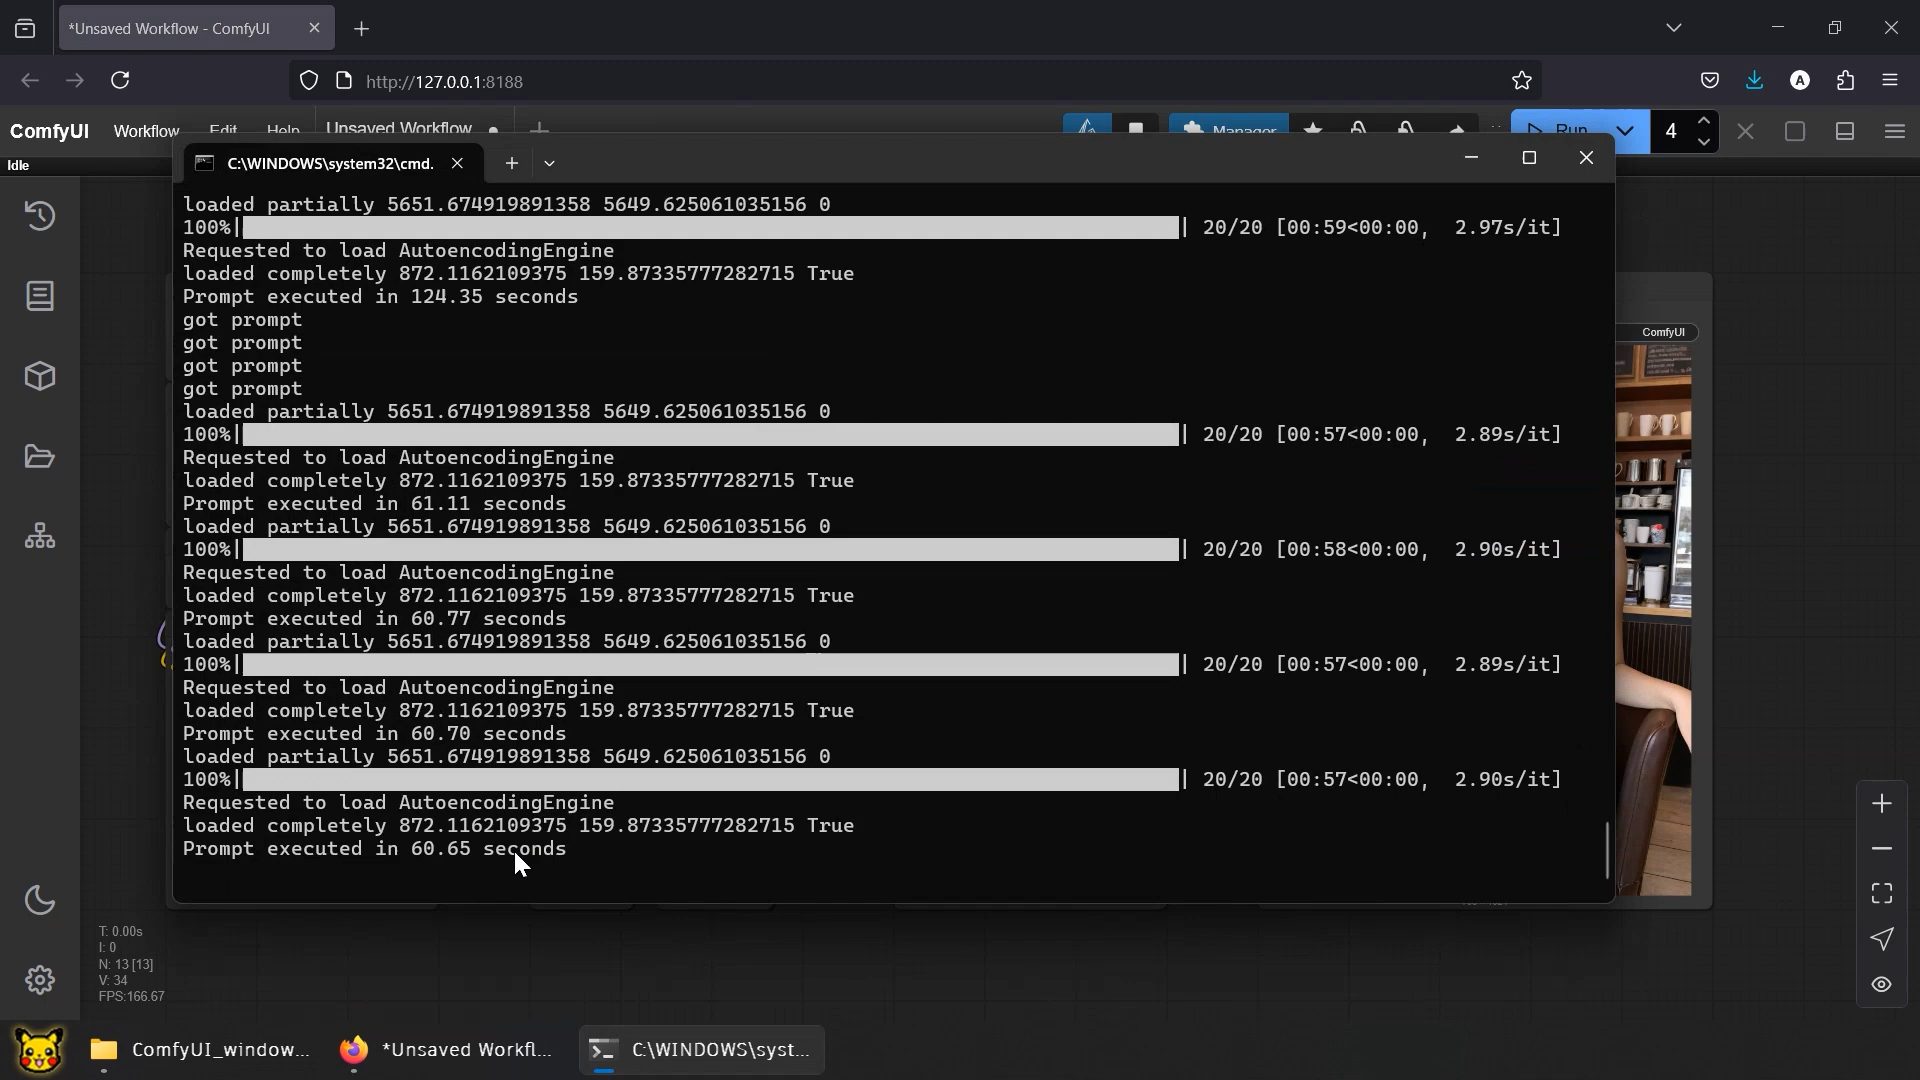 *Unsaved Workflow - ComfyUI
http://127.0.0.1:8188
ComfyUI Workflow Edit Help Unsaved Workflow Manager Run 4
Idle
C:\WINDOWS\system32\cmd.
loaded partially 5651.674919891358 5649.625061035156 0
100%| | 20/20 [00:59<00:00, 2.97s/it]
Requested to load AutoencodingEngine
loaded completely 872.1162109375 159.87335777282715 True
Prompt executed in 124.35 seconds
got prompt
got prompt
got prompt
got prompt
loaded partially 5651.674919891358 5649.625061035156 0
100%| | 20/20 [00:57<00:00, 2.89s/it]
Requested to load AutoencodingEngine
loaded completely 872.1162109375 159.87335777282715 True
Prompt executed in 61.11 seconds
loaded partially 5651.674919891358 5649.625061035156 0
100%| | 20/20 [00:58<00:00, 2.90s/it]
Requested to load AutoencodingEngine
loaded completely 872.1162109375 159.87335777282715 True
Prompt executed in 60.77 seconds
loaded partially 5651.674919891358 5649.625061035156 0
100%| | 20/20 [00:57<00:00, 2.89s/it]
Requested to load AutoencodingEngine
loaded completely 872.1162109375 159.87335777282715 True
Prompt executed in 60.70 seconds
loaded partially 5651.674919891358 5649.625061035156 0
100%| | 20/20 [00:57<00:00, 2.90s/it]
Requested to load AutoencodingEngine
loaded completely 872.1162109375 159.87335777282715 True
Prompt executed in 60.65 seconds
ComfyUI
T: 0.00s
I: 0
N: 13 [13]
V: 34
FPS:166.67
ComfyUI_window... *Unsaved Workfl... C:\WINDOWS\syst...